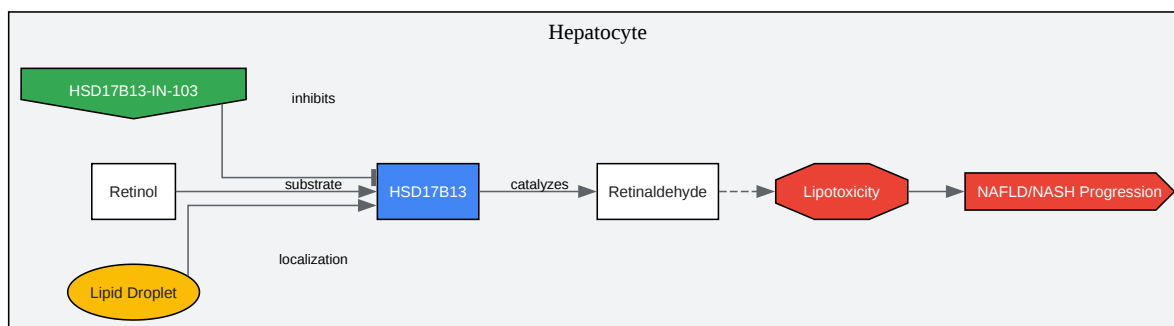 Hepatocyte
HSD17B13-IN-103
inhibits
Retinol
substrate
HSD17B13
catalyzes
Retinaldehyde
Lipotoxicity
NAFLD/NASH Progression
localization
Lipid Droplet